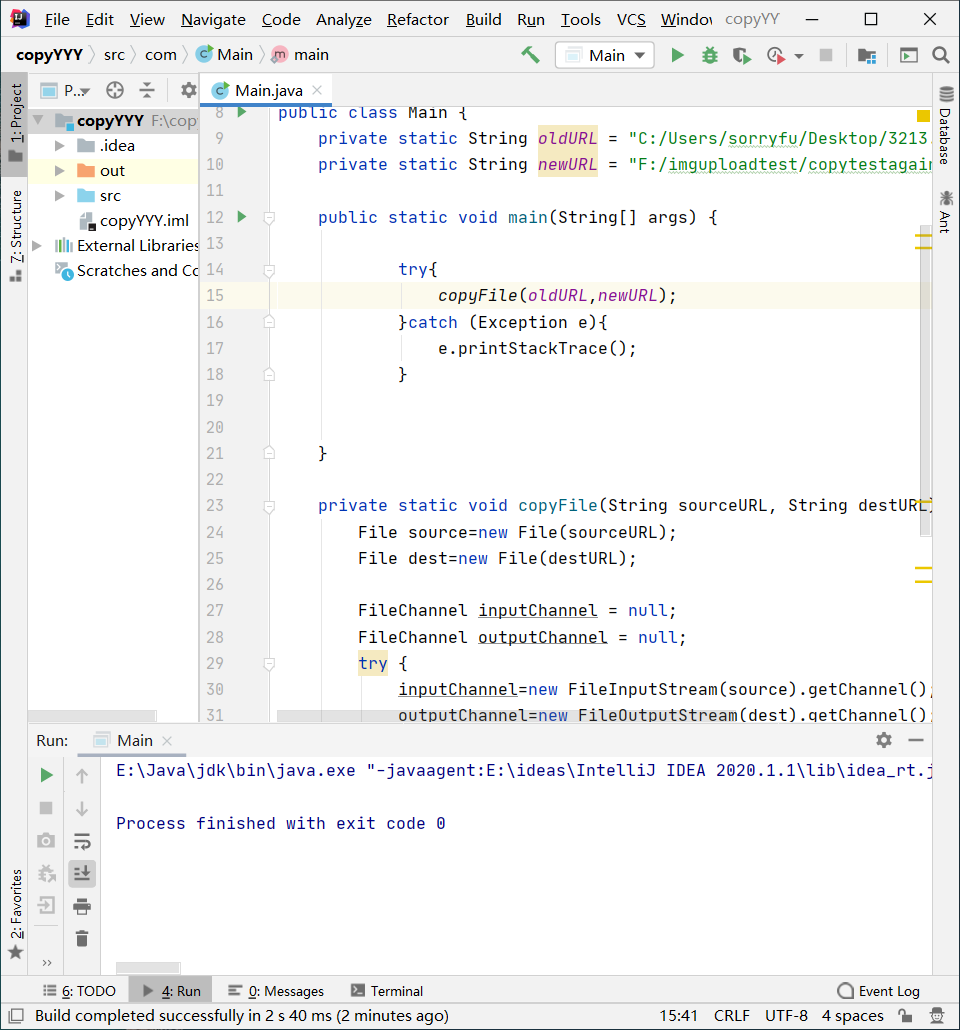 File Edit View Navigate Code Analyze Refactor Build Run Tools VCS Window copyYY
copyYYY src com Main main Main
1: Project
P..
Main.java
copyYYY F:\cop
.idea
out
src
copyYYY.iml
External Libraries
Scratches and Co
7: Structure
2: Favorites
Database
Ant
8 public class Main {
9 private static String oldURL = "C:/Users/sorryfu/Desktop/3213.
10 private static String newURL = "F:/imguploadtest/copytestagain
11
12 public static void main(String[] args) {
13
14 try{
15 copyFile(oldURL,newURL);
16 }catch (Exception e){
17 e.printStackTrace();
18 }
19
20
21 }
22
23 private static void copyFile(String sourceURL, String destURL)
24 File source=new File(sourceURL);
25 File dest=new File(destURL);
26
27 FileChannel inputChannel = null;
28 FileChannel outputChannel = null;
29 try {
30 inputChannel=new FileInputStream(source).getChannel();
31 outputChannel=new FileOutputStream(dest).getChannel();
Run: Main
E:\Java\jdk\bin\java.exe "-javaagent:E:\ideas\IntelliJ IDEA 2020.1.1\lib\idea_rt.j
Process finished with exit code 0
6: TODO 4: Run 0: Messages Terminal Event Log
Build completed successfully in 2 s 40 ms (2 minutes ago) 15:41 CRLF UTF-8 4 spaces